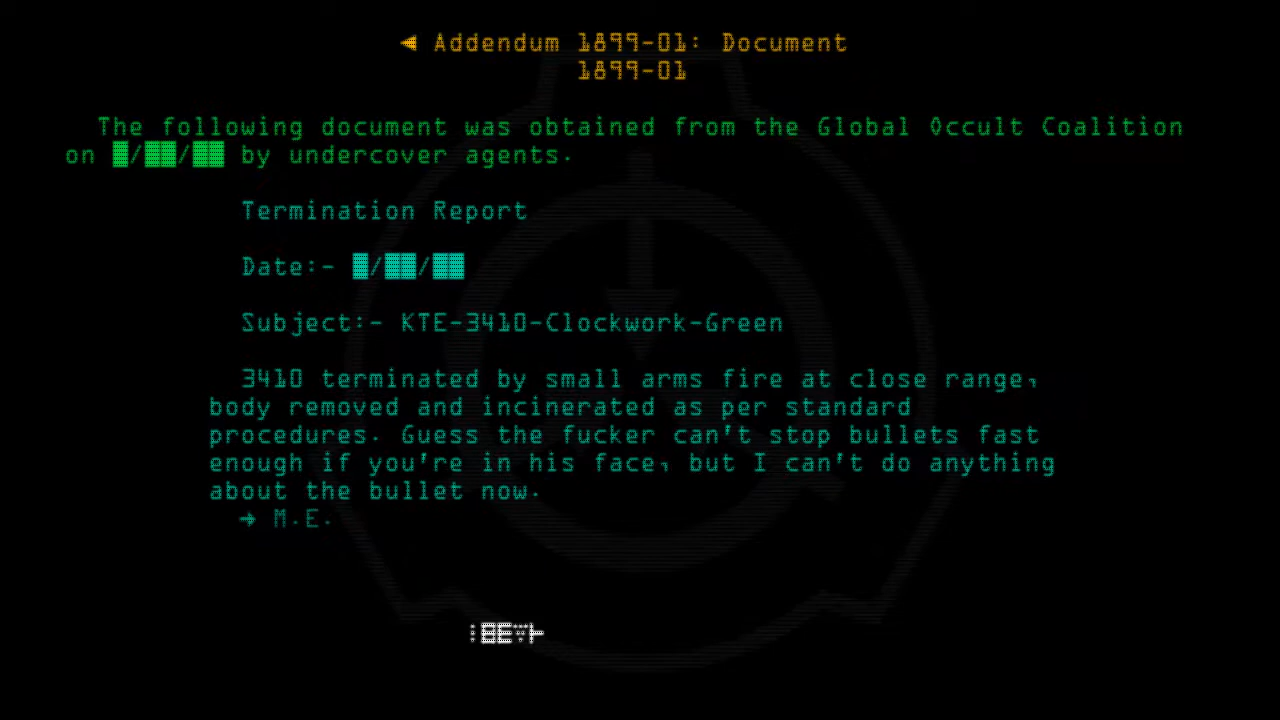 ◄ Addendum 1899-01: Document
1899-01
The following document was obtained from the Global Occult Coalition
on █/██/██ by undercover agents.
Termination Report
Date:- █/██/██
Subject:- KTE-3410-Clockwork-Green
3410 terminated by small arms fire at close range,
body removed and incinerated as per standard
procedures. Guess the fucker can't stop bullets fast
enough if you're in his face, but I can't do anything
about the bullet now.
→ M.E.